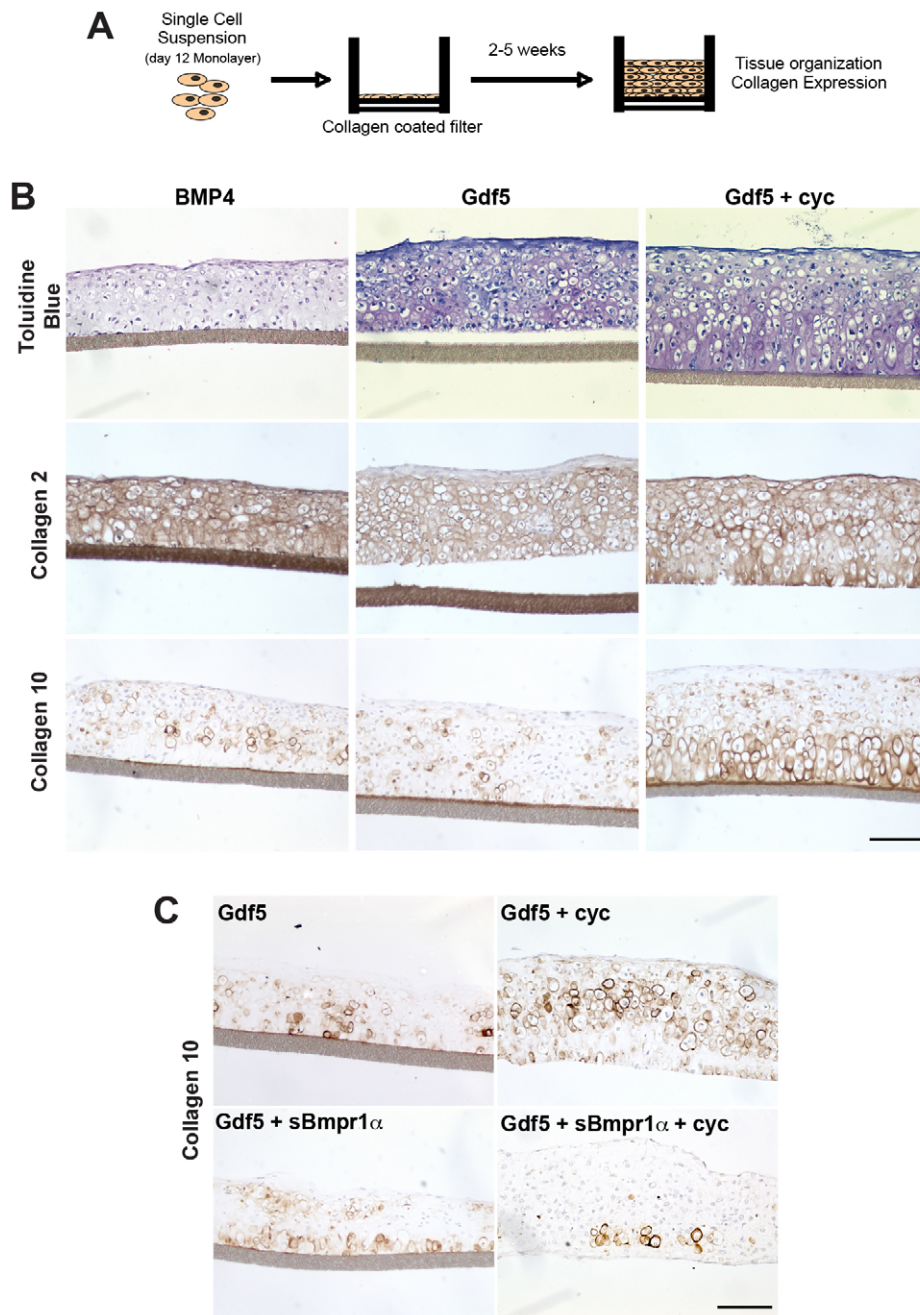 A
Single Cell
Suspension
(day 12 Monolayer)
2-5 weeks
Collagen coated filter
Tissue organization
Collagen Expression
B
BMP4
Gdf5
Gdf5 + cyc
Toluidine
Blue
Collagen 2
Collagen 10
C
Collagen 10
Gdf5
Gdf5 + cyc
Gdf5 + sBmpr1α
Gdf5 + sBmpr1α + cyc